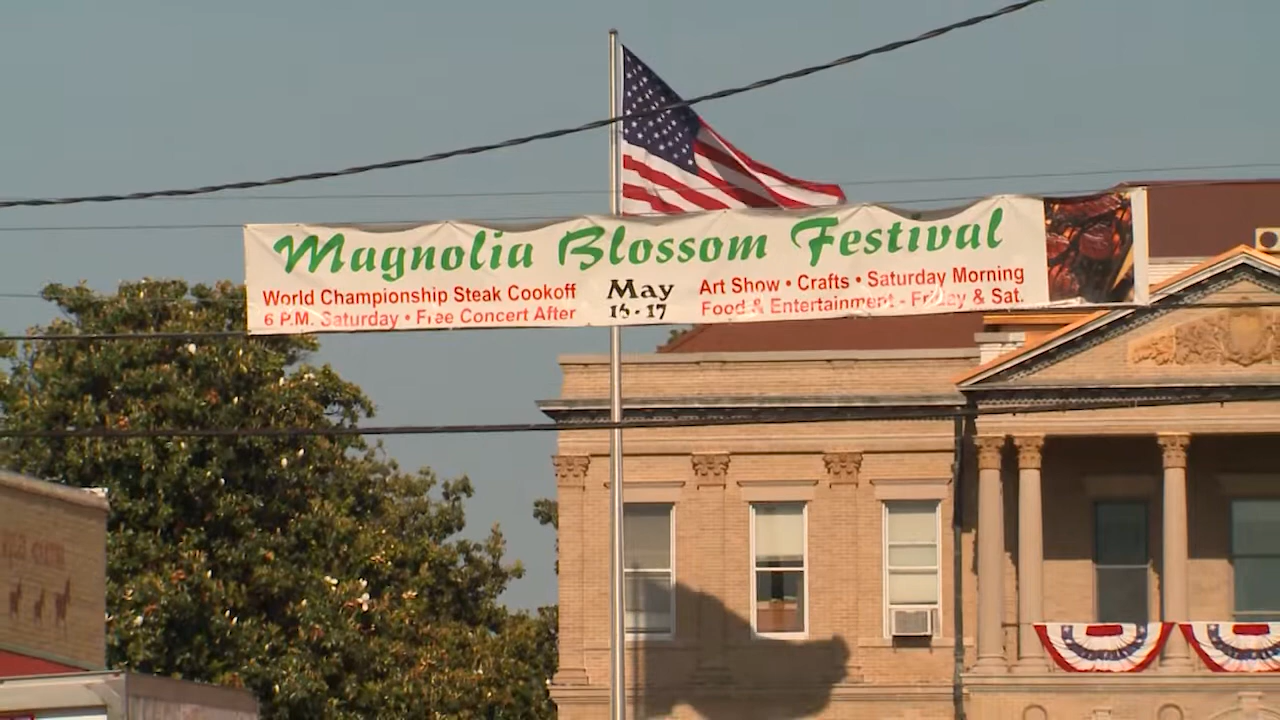 Magnolia Blossom Festival
World Championship Steak Cookoff
6 P.M. Saturday • Free Concert After
May
16-17
Art Show • Crafts • Saturday Morning
Food & Entertainment - Friday & Sat.